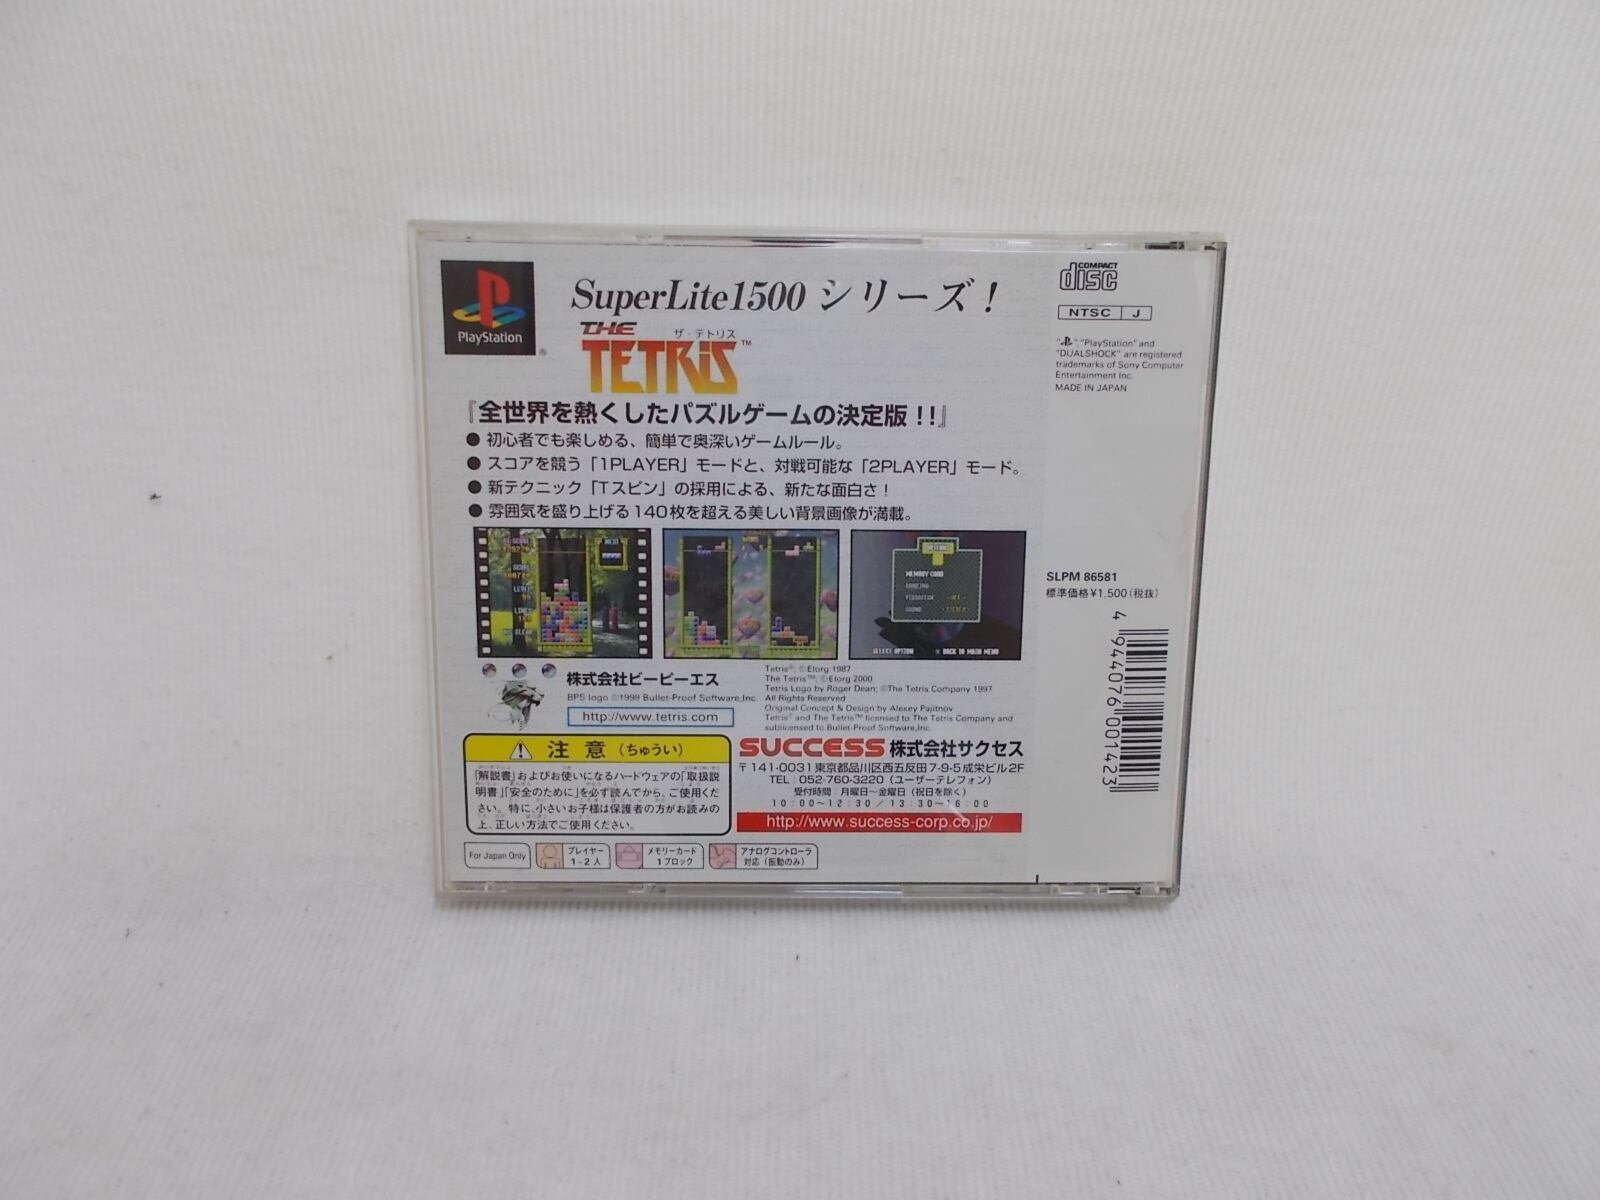 PlayStation
®
SuperLite1500 シリーズ!
THE
ザ・テトリス
TETRIS™
『全世界を熱くしたパズルゲームの決定版!!』
● 初心者でも楽しめる、簡単で奥深いゲームルール。
● スコアを競う「1PLAYER」モードと、対戦可能な「2PLAYER」モード。
● 新テクニック「Tスピン」の採用による、新たな面白さ!
● 雰囲気を盛り上げる140枚を超える美しい背景画像が満載。
NEXT
SCORE
LEVEL
LINES
OPTION
MEMORY CARD
VIBRATION
SOUND
SELECT OPTION
BACK TO MAIN MENU
株式会社ビーピーエス
BPS logo ©1999 Bullet-Proof Software,Inc.
http://www.tetris.com
Tetris®; ©Elorg 1987
The Tetris™; ©Elorg 2000
Tetris Logo by Roger Dean; ©The Tetris Company 1997
All Rights Reserved
Original Concept & Design by Alexey Pajitnov
Tetris® and The Tetris™ licensed to The Tetris Company and
sublicensed to Bullet-Proof Software,Inc.
注意(ちゅうい)
「解説書」およびお使いになるハードウェアの「取扱説
明書」「安全のために」を必ず読んでから、ご使用くだ
さい。特に、小さいお子様は保護者の方がお読みの
上、正しい方法でご使用ください。
SUCCESS 株式会社サクセス
〒141-0031 東京都品川区西五反田7-9-5成栄ビル2F
TEL:052-760-3220(ユーザーテレフォン)
受付時間:月曜日〜金曜日(祝日を除く)
10:00〜12:30/13:30〜16:00
http://www.success-corp.co.jp/
For Japan Only
プレイヤー
1-2人
メモリーカード
1ブロック
アナログコントローラ
対応(振動のみ)
COMPACT
disc
NTSC J
"", "PlayStation" and
"DUALSHOCK" are registered
trademarks of Sony Computer
Entertainment Inc.
MADE IN JAPAN
SLPM 86581
標準価格¥1,500(税抜)
4 944076 001423